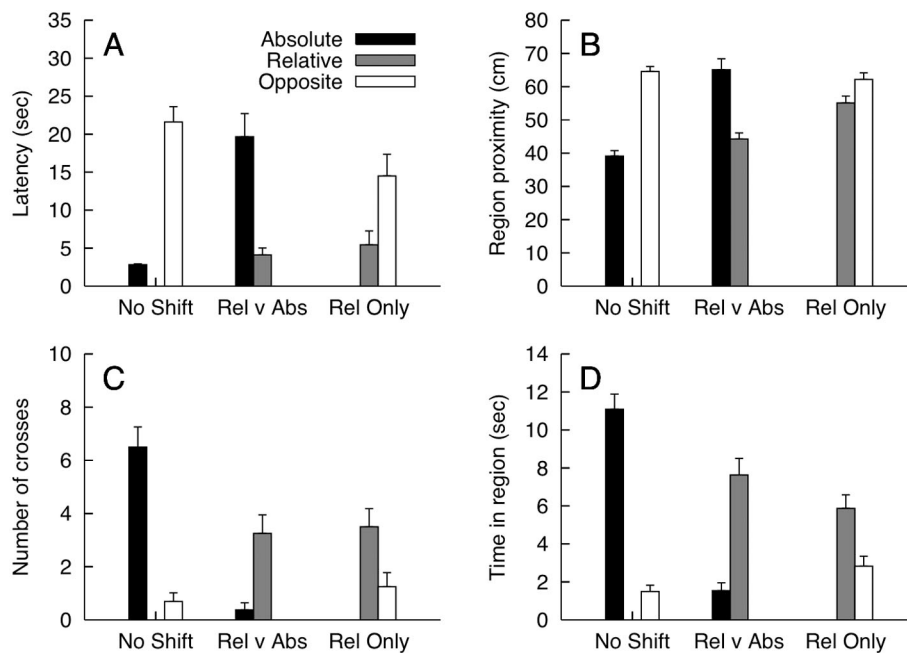 A
Absolute
Relative
Opposite
Latency (sec)
35
30
25
20
15
10
5
0
No Shift Rel v Abs Rel Only
B
Region proximity (cm)
80
70
60
50
40
30
20
10
0
No Shift Rel v Abs Rel Only
C
Number of crosses
10
8
6
4
2
0
No Shift Rel v Abs Rel Only
D
Time in region (sec)
14
12
10
8
6
4
2
0
No Shift Rel v Abs Rel Only